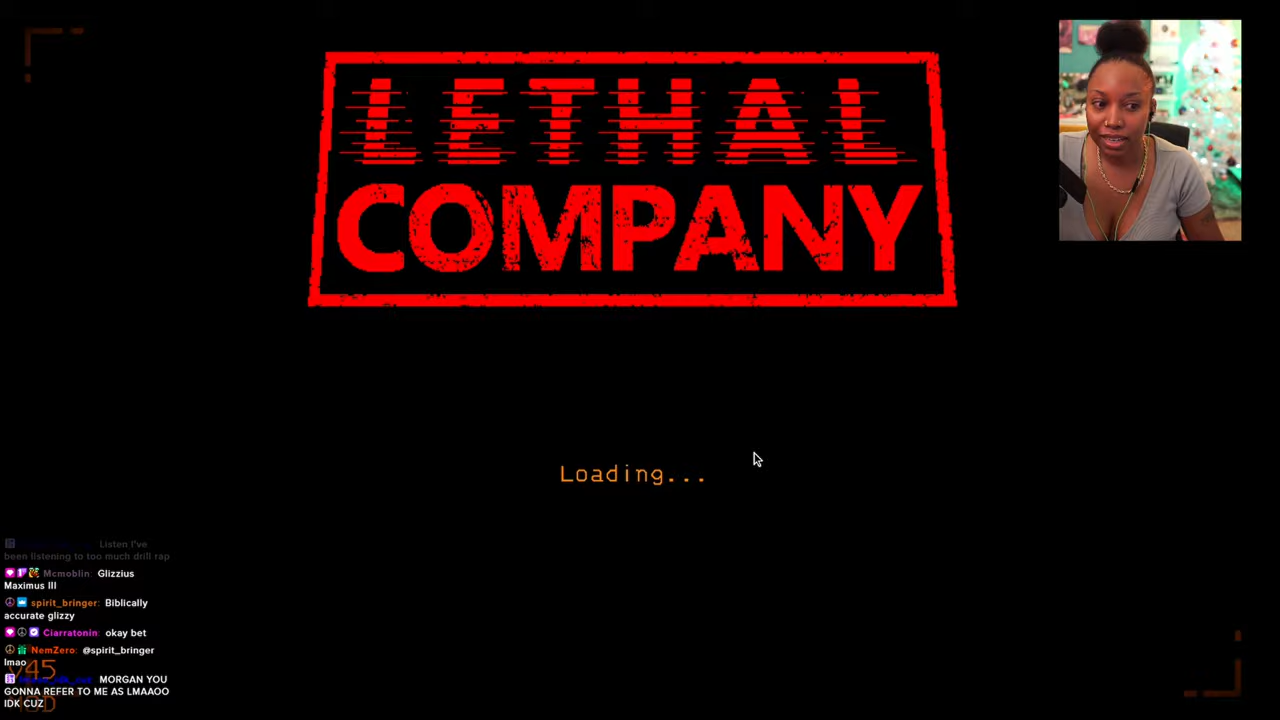 LETHAL
COMPANY
Loading...
Listen I've
been listening to too much drill rap
Mcmoblin: Glizzius
Maximus III
spirit_bringer: Biblically
accurate glizzy
Ciarratonin: okay bet
NemZero: @spirit_bringer
lmao
v45
MORGAN YOU
GONNA REFER TO ME AS LMAAOO
IDK CUZ